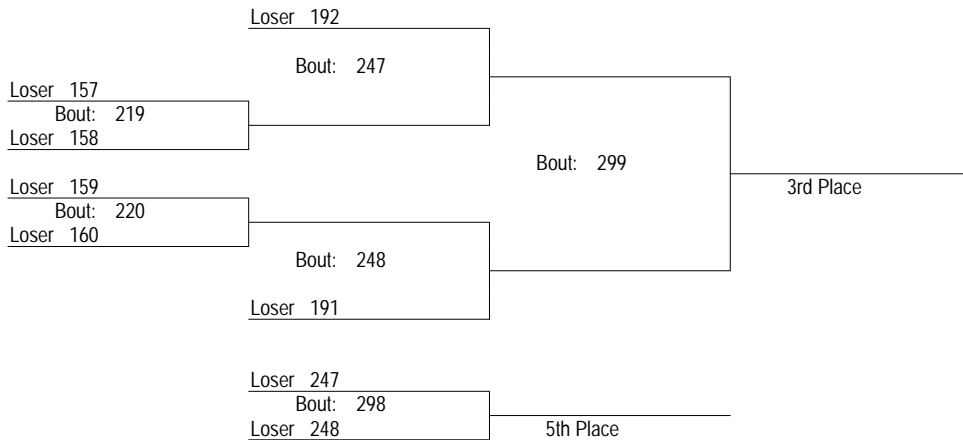 Loser 192
Bout: 247
Loser 157
Bout: 219
Loser 158
Bout: 299
Loser 159
3rd Place
Bout: 220
Loser 160
Bout: 248
Loser 191
Loser 247
Bout: 298
Loser 248
5th Place